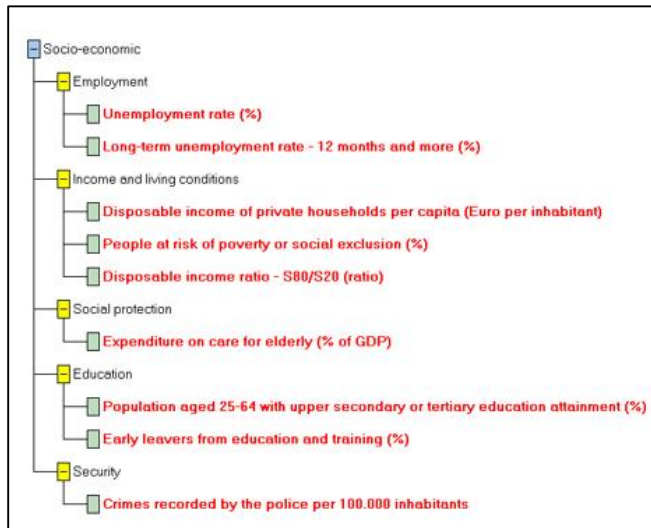 Socio-economic
Employment
Unemployment rate (%)
Long-term unemployment rate - 12 months and more (%)
Income and living conditions
Disposable income of private households per capita (Euro per inhabitant)
People at risk of poverty or social exclusion (%)
Disposable income ratio - S80/S20 (ratio)
Social protection
Expenditure on care for elderly (% of GDP)
Education
Population aged 25-64 with upper secondary or tertiary education attainment (%)
Early leavers from education and training (%)
Security
Crimes recorded by the police per 100.000 inhabitants